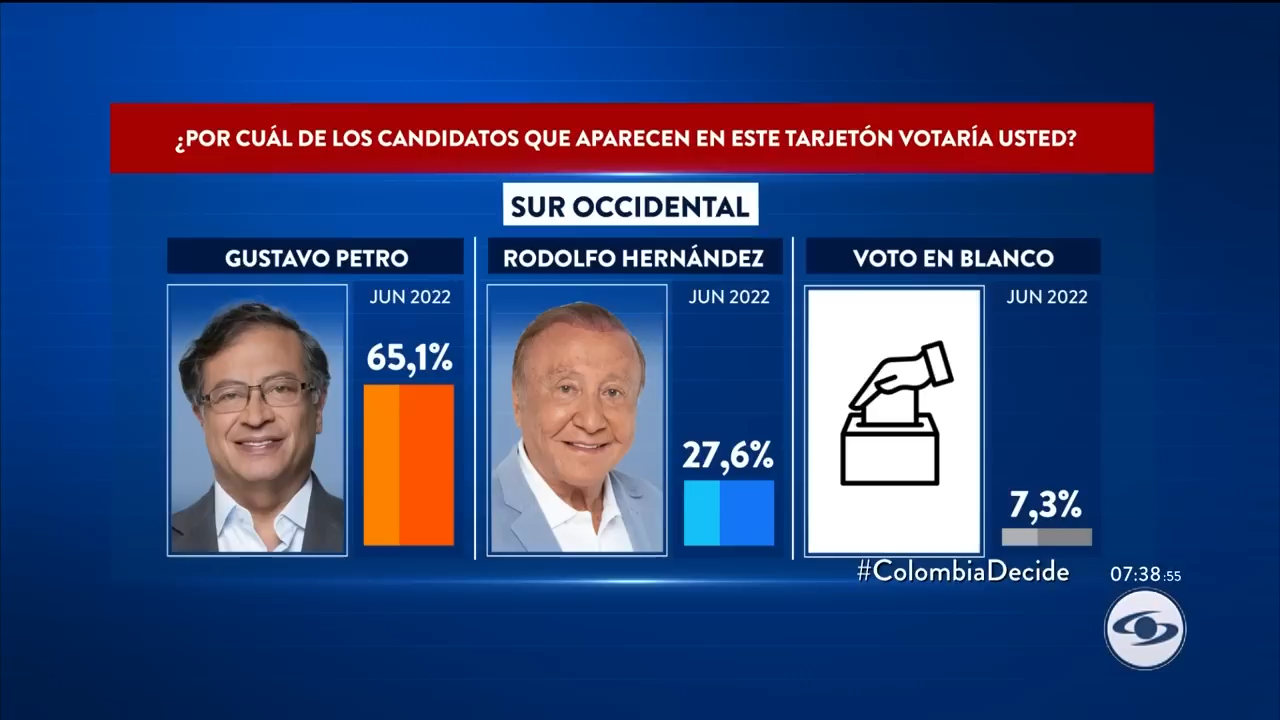 ¿POR CUÁL DE LOS CANDIDATOS QUE APARECEN EN ESTE TARJETÓN VOTARÍA USTED?
SUR OCCIDENTAL
GUSTAVO PETRO
JUN 2022
65,1%
RODOLFO HERNÁNDEZ
JUN 2022
27,6%
VOTO EN BLANCO
JUN 2022
7,3%
#ColombiaDecide
07:38:55